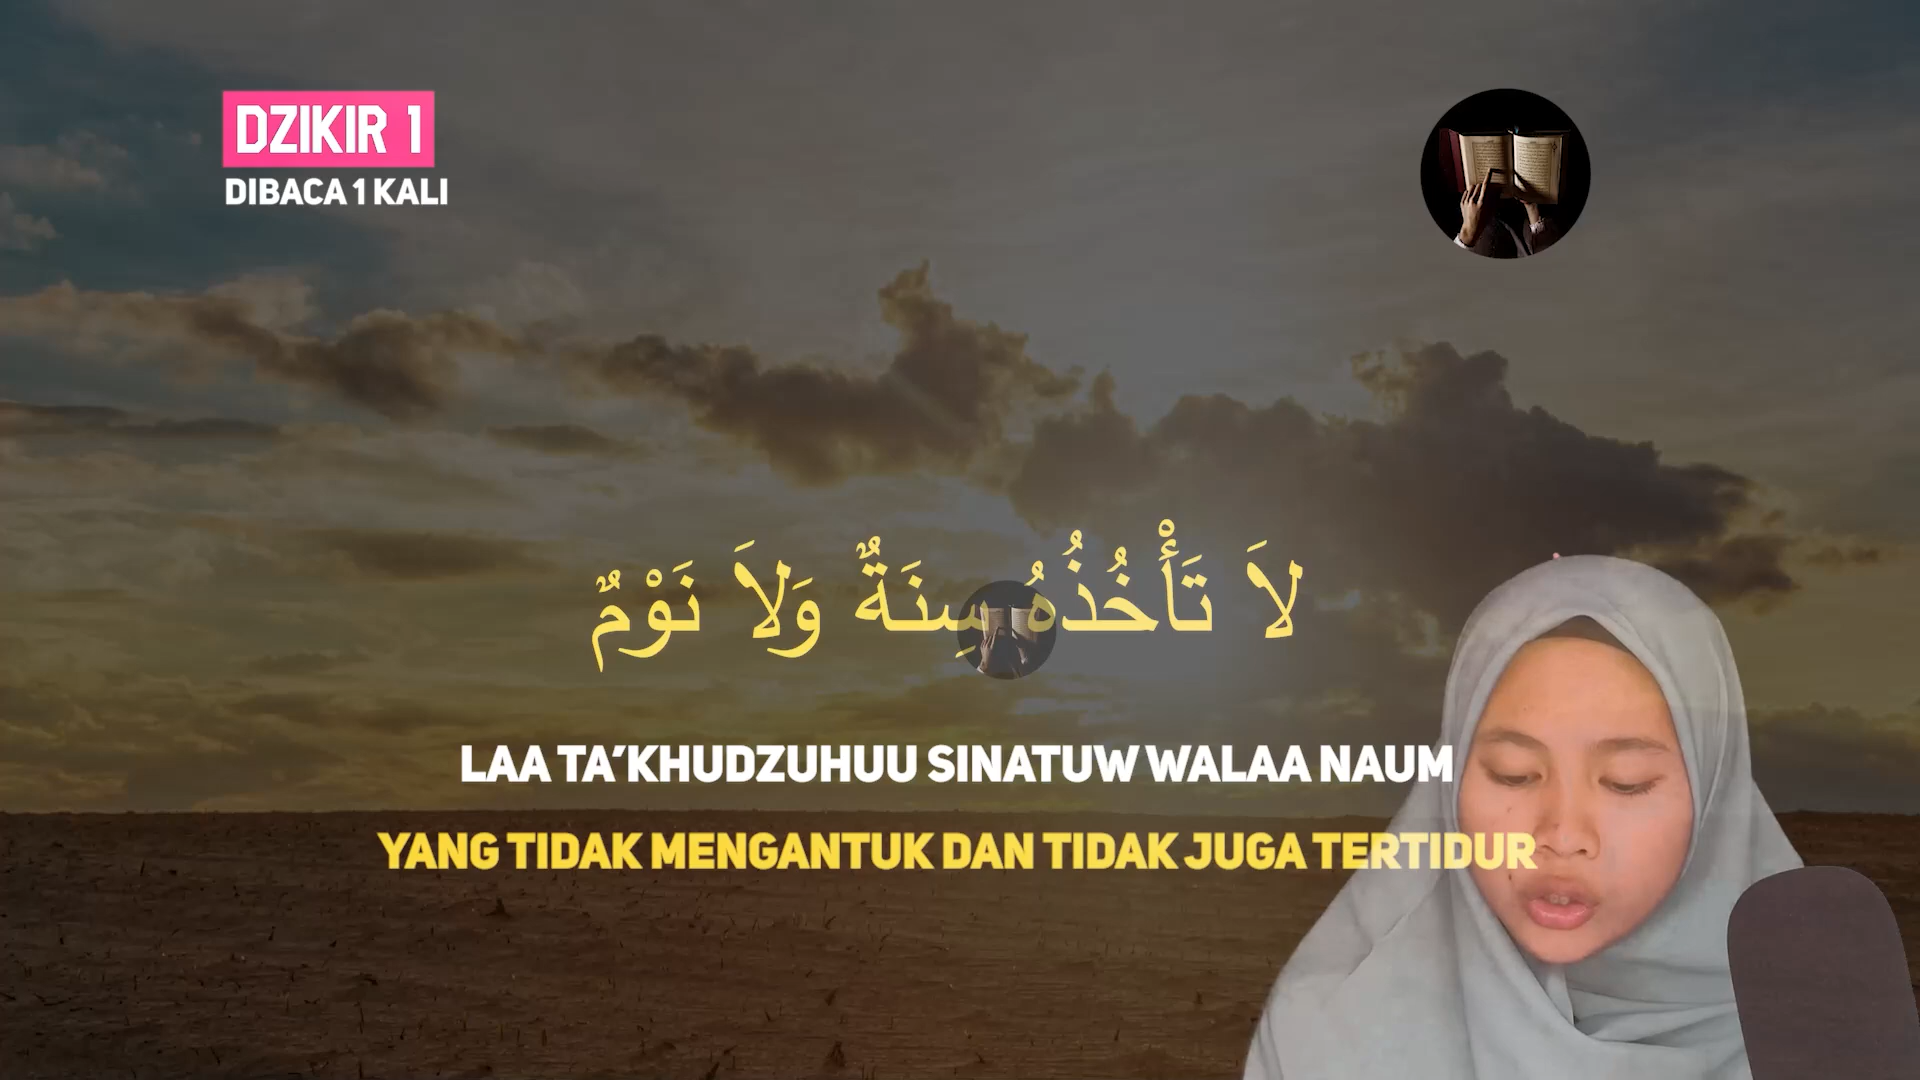 DZIKIR 1
DIBACA 1 KALI
لاَ تَأْخُذُهُ سِنَةٌ وَلاَ نَوْمٌ
LAA TA'KHUDZUHUU SINATUW WALAA NAUM
YANG TIDAK MENGANTUK DAN TIDAK JUGA TERTIDUR